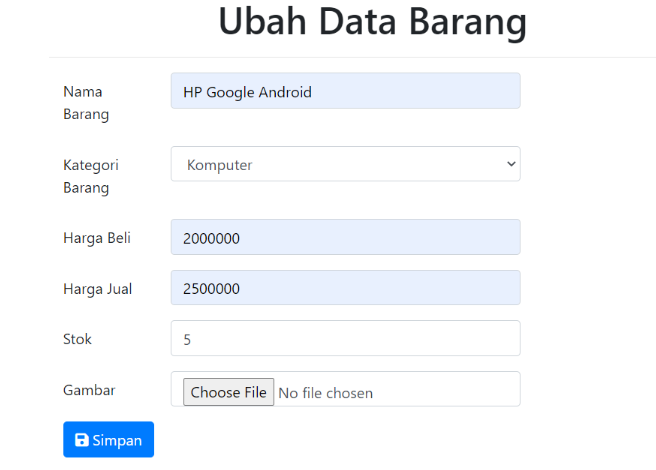 Ubah Data Barang
Nama
Barang
HP Google Android
Kategori
Barang
Komputer
Harga Beli
2000000
Harga Jual
2500000
Stok
5
Gambar
Choose File No file chosen
Simpan